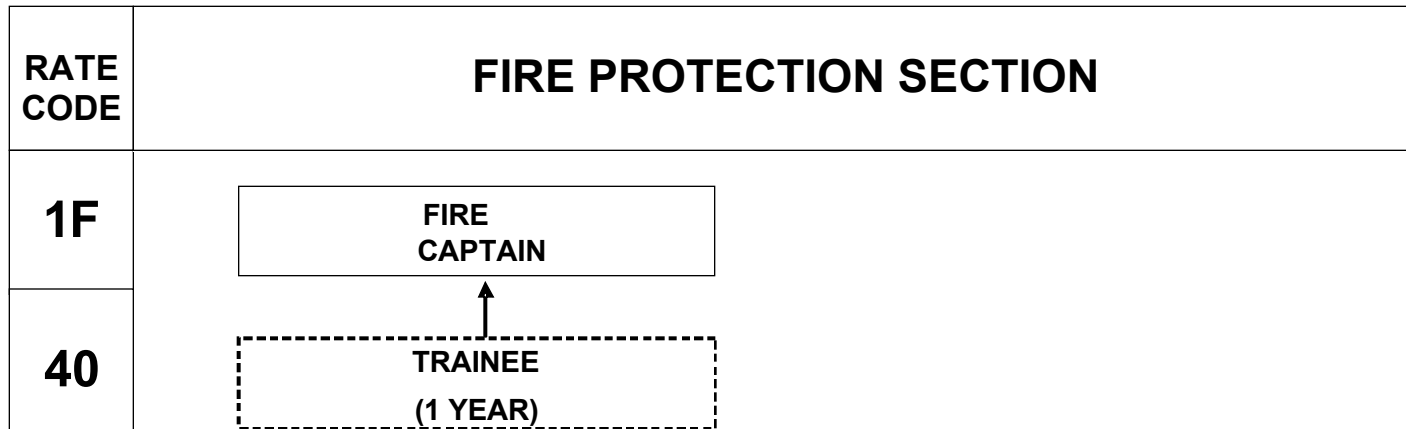 RATE
CODE
FIRE PROTECTION SECTION
1F
FIRE
CAPTAIN
40
TRAINEE
(1 YEAR)